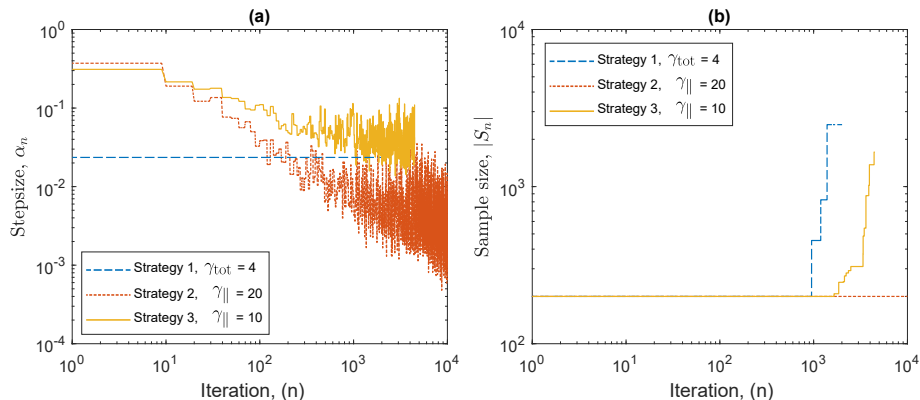 (a)
10^0
10^-1
10^-2
10^-3
10^-4
Stepsize, α_n
Strategy 1, γ_tot = 4
Strategy 2, γ_∥ = 20
Strategy 3, γ_∥ = 10
10^0 10^1 10^2 10^3 10^4
Iteration, (n)
(b)
10^4
10^3
10^2
Sample size, |S_n|
Strategy 1, γ_tot = 4
Strategy 2, γ_∥ = 20
Strategy 3, γ_∥ = 10
10^0 10^1 10^2 10^3 10^4
Iteration, (n)